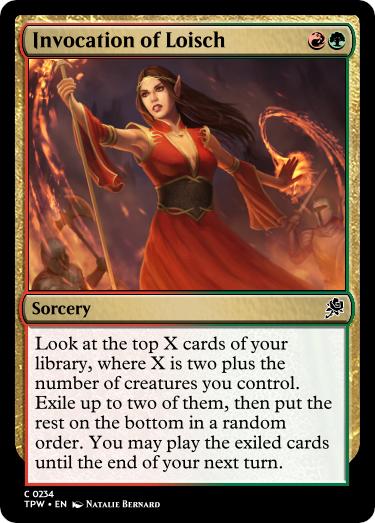 Invocation of Loisch
Sorcery
Look at the top X cards of your
library, where X is two plus the
number of creatures you control.
Exile up to two of them, then put the
rest on the bottom in a random
order. You may play the exiled cards
until the end of your next turn.
C 0234
TPW • EN Natalie Bernard